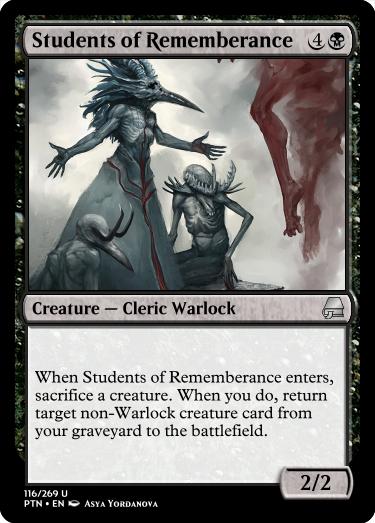 Students of Rememberance 4
Creature — Cleric Warlock
When Students of Rememberance enters,
sacrifice a creature. When you do, return
target non-Warlock creature card from
your graveyard to the battlefield.
2/2
116/269 U
PTN • EN Asya Yordanova